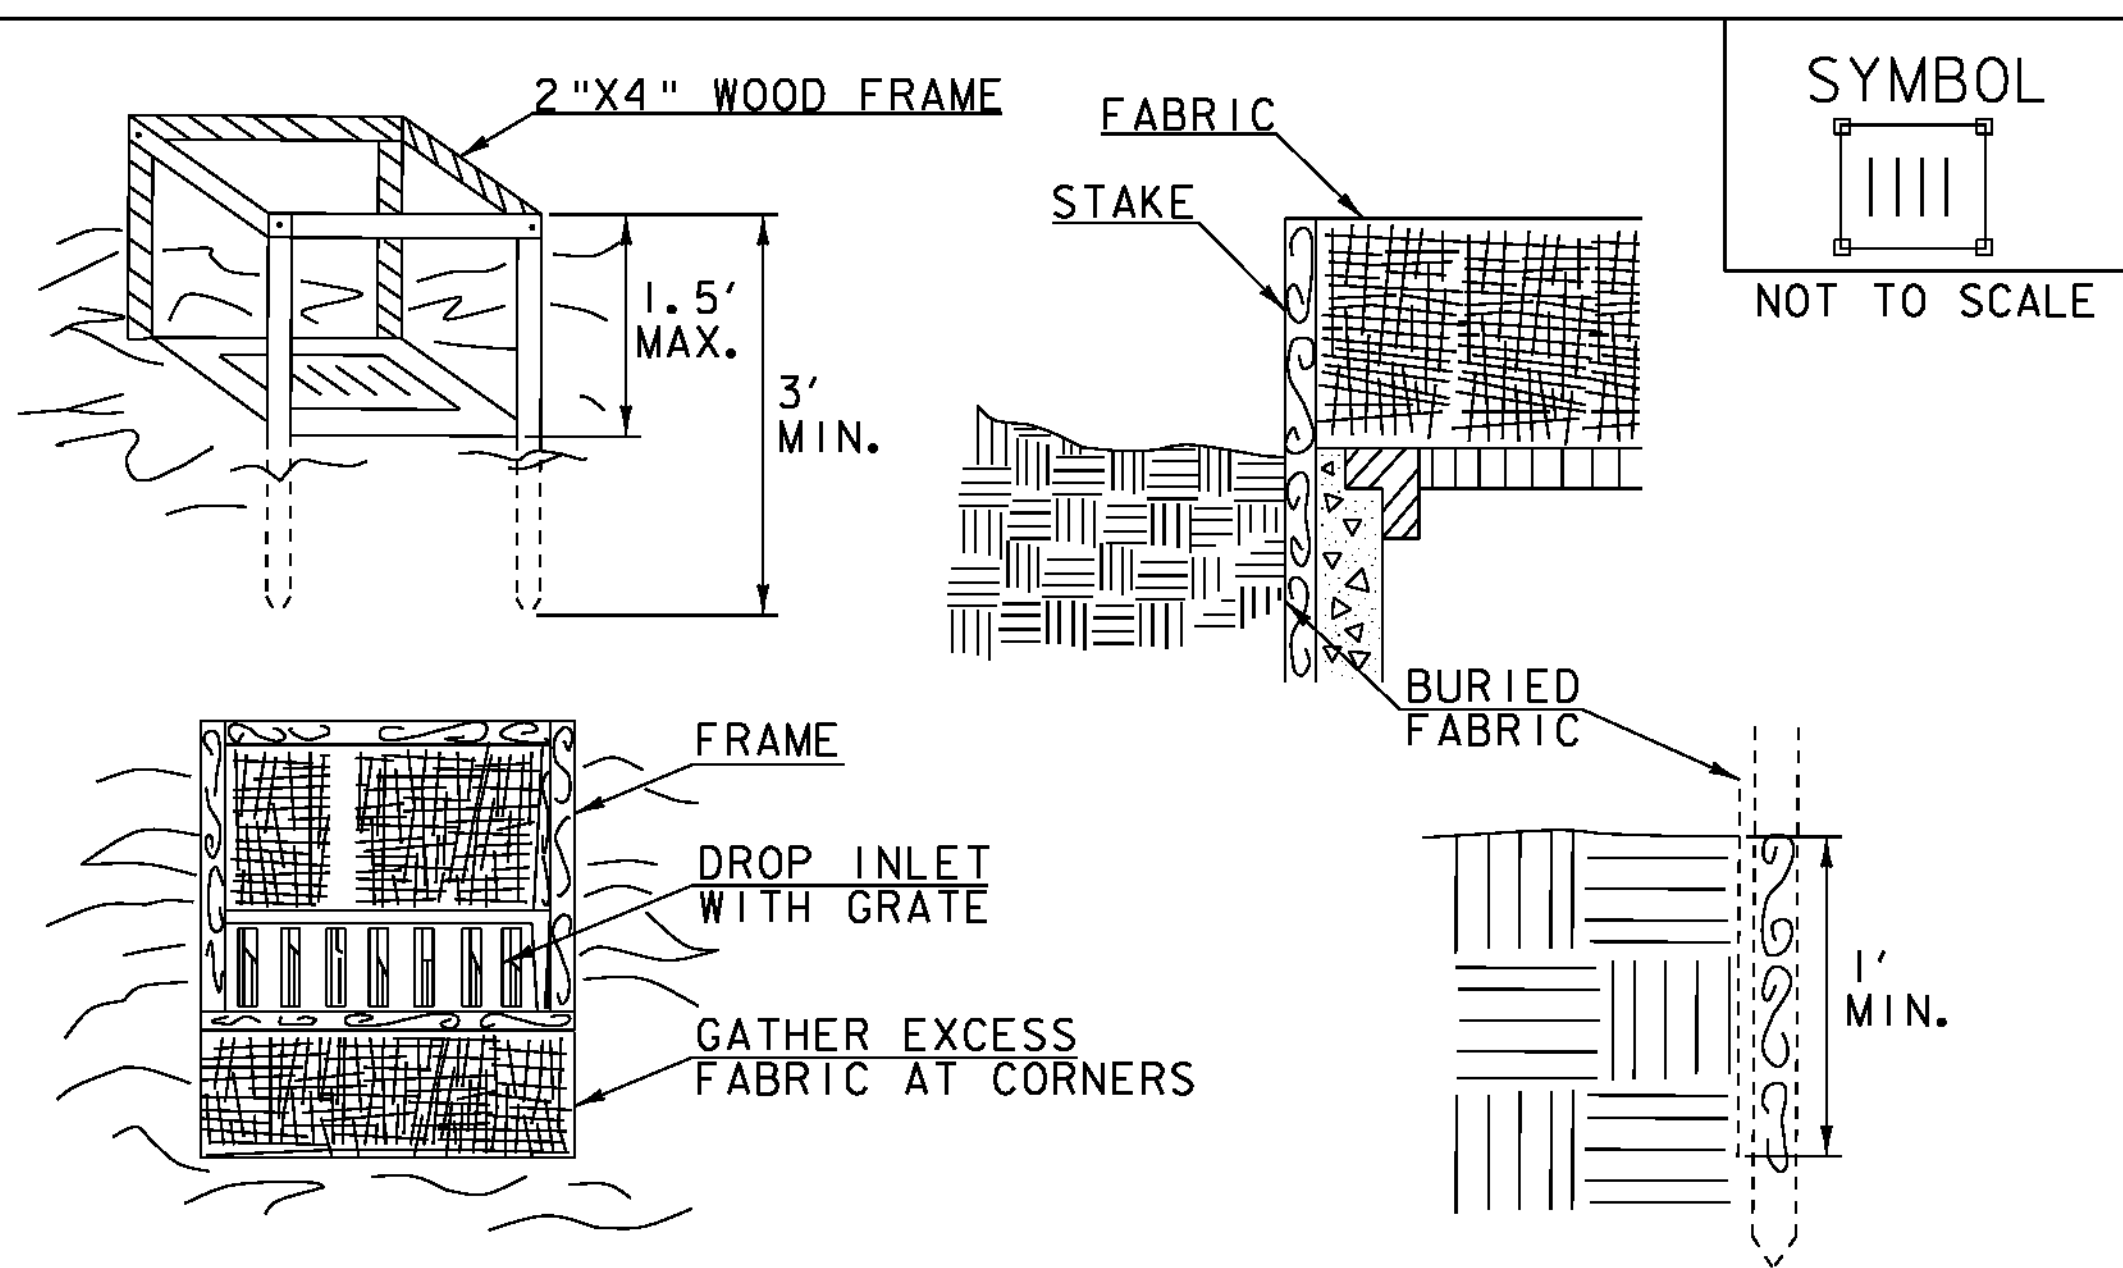 2"X4" WOOD FRAME
1.5'
MAX.
3'
MIN.
FABRIC
STAKE
SYMBOL
NOT TO SCALE
BURIED
FABRIC
FRAME
DROP INLET
WITH GRATE
GATHER EXCESS
FABRIC AT CORNERS
1'
MIN.